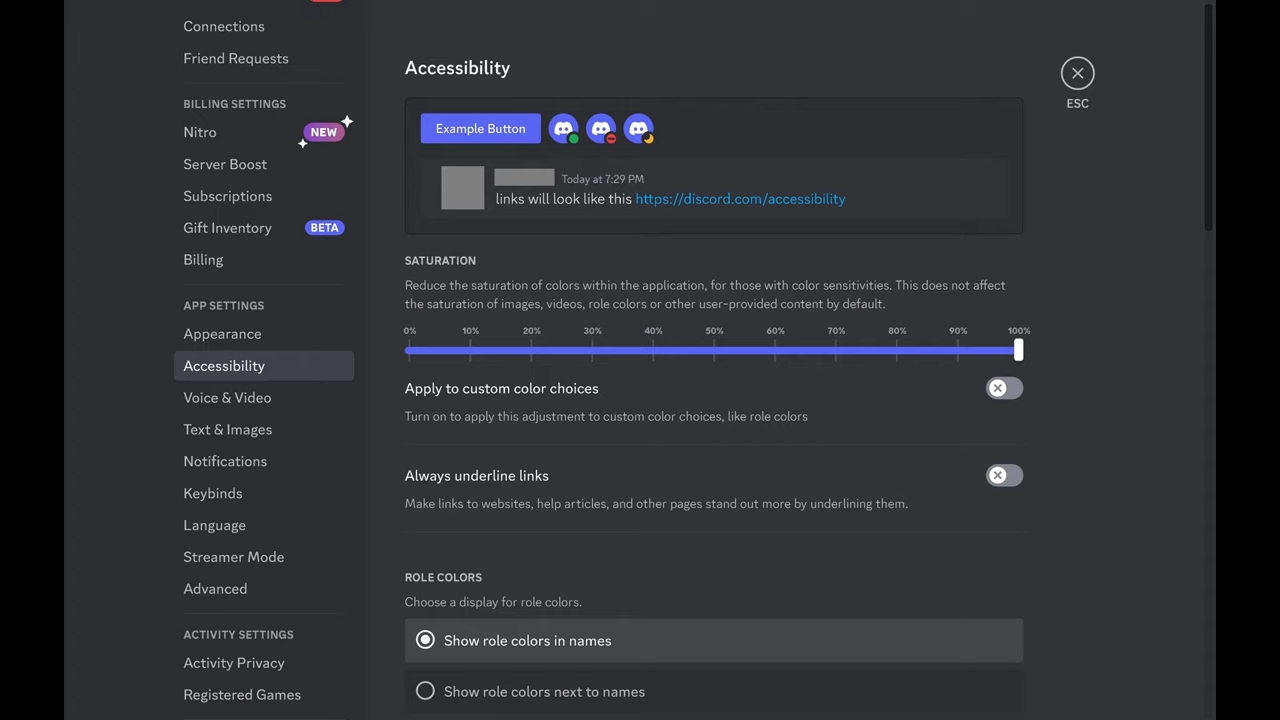 Connections
Friend Requests
BILLING SETTINGS
Nitro
NEW
Server Boost
Subscriptions
Gift Inventory
BETA
Billing
APP SETTINGS
Appearance
Accessibility
Voice & Video
Text & Images
Notifications
Keybinds
Language
Streamer Mode
Advanced
ACTIVITY SETTINGS
Activity Privacy
Registered Games
Accessibility
ESC
Example Button
Today at 7:29 PM
links will look like this https://discord.com/accessibility
SATURATION
Reduce the saturation of colors within the application, for those with color sensitivities. This does not affect
the saturation of images, videos, role colors or other user-provided content by default.
0% 10% 20% 30% 40% 50% 60% 70% 80% 90% 100%
Apply to custom color choices
Turn on to apply this adjustment to custom color choices, like role colors
Always underline links
Make links to websites, help articles, and other pages stand out more by underlining them.
ROLE COLORS
Choose a display for role colors.
Show role colors in names
Show role colors next to names